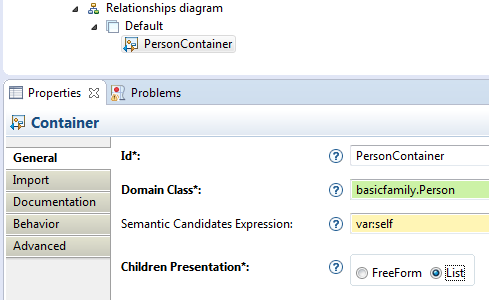 Relationships diagram
Default
PersonContainer
Properties Problems
Container
General
Import
Documentation
Behavior
Advanced
Id*: PersonContainer
Domain Class*: basicfamily.Person
Semantic Candidates Expression: var:self
Children Presentation*: FreeForm List